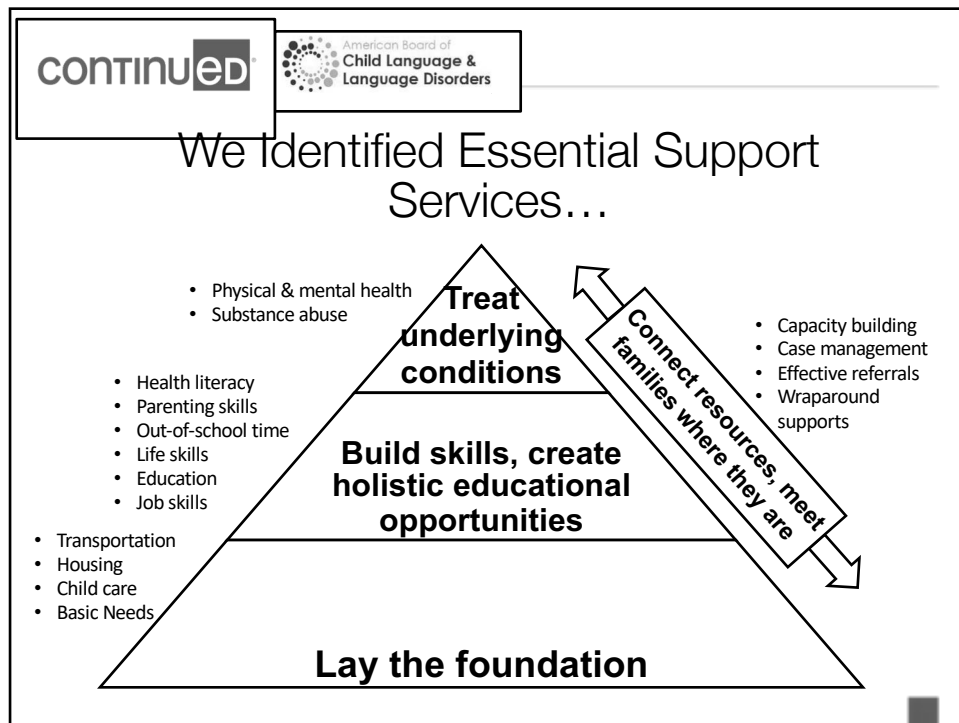 continued
American Board of
Child Language &
Language Disorders
We Identified Essential Support
Services…
• Physical & mental health
• Substance abuse
Treat
underlying
conditions
• Health literacy
• Parenting skills
• Out-of-school time
• Life skills
• Education
• Job skills
Build skills, create
holistic educational
opportunities
• Transportation
• Housing
• Child care
• Basic Needs
Lay the foundation
Connect resources, meet
families where they are
• Capacity building
• Case management
• Effective referrals
• Wraparound
supports